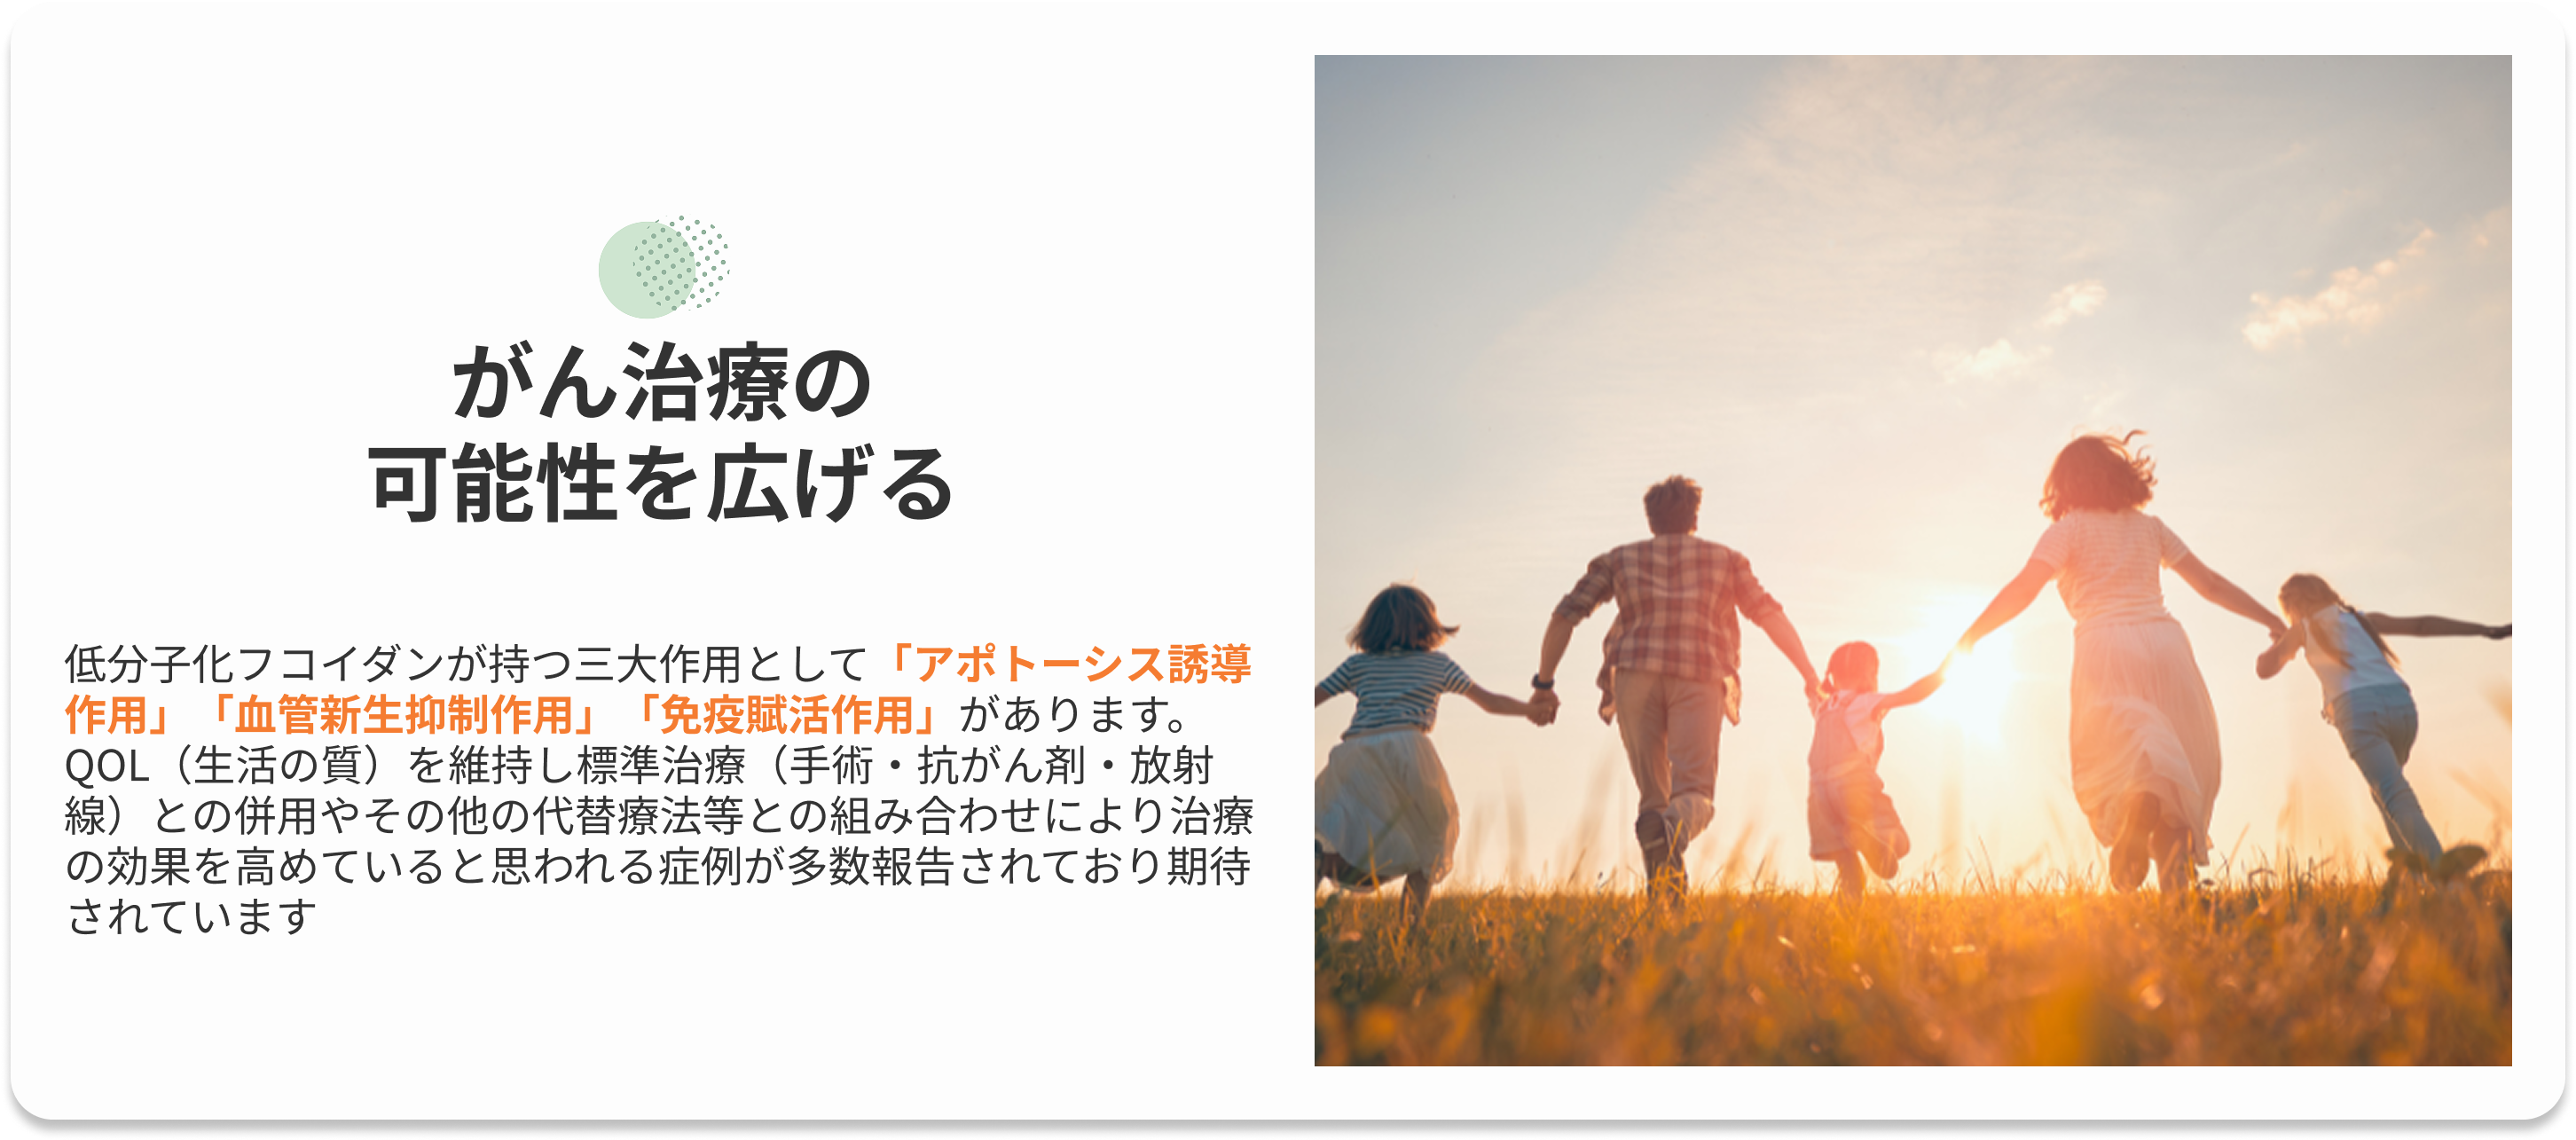 がん治療の
可能性を広げる
低分子化フコイダンが持つ三大作用として「アポトーシス誘導
作用」「血管新生抑制作用」「免疫賦活作用」があります。
QOL（生活の質）を維持し標準治療（手術・抗がん剤・放射
線）との併用やその他の代替療法等との組み合わせにより治療
の効果を高めていると思われる症例が多数報告されており期待
されています